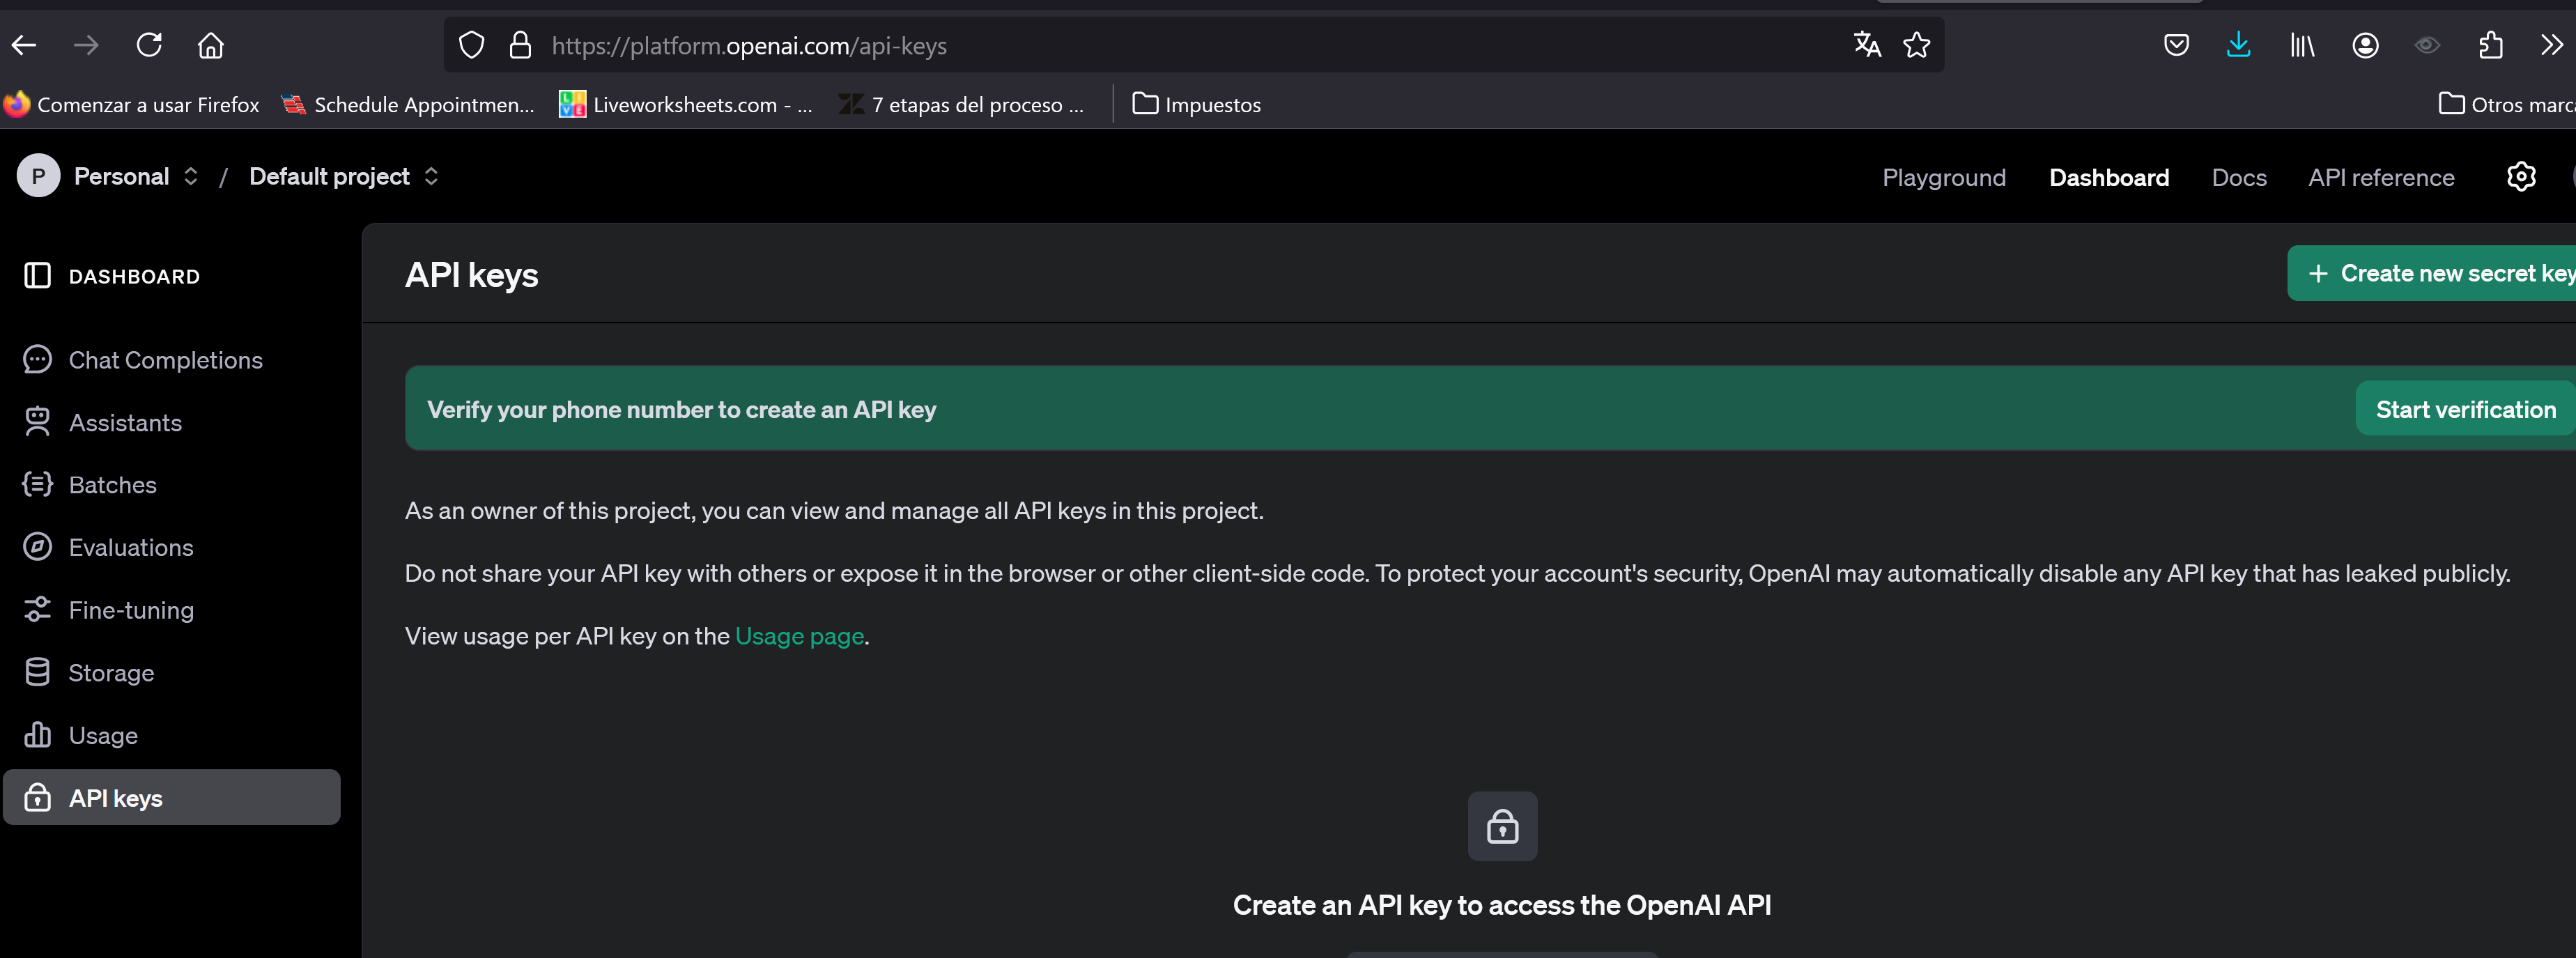 https://platform.openai.com/api-keys
Comenzar a usar Firefox Schedule Appointmen... Liveworksheets.com - ... 7 etapas del proceso ... Impuestos Otros marca
P Personal / Default project Playground Dashboard Docs API reference
DASHBOARD
Chat Completions
Assistants
Batches
Evaluations
Fine-tuning
Storage
Usage
API keys
API keys
+ Create new secret key
Verify your phone number to create an API key Start verification
As an owner of this project, you can view and manage all API keys in this project.
Do not share your API key with others or expose it in the browser or other client-side code. To protect your account's security, OpenAI may automatically disable any API key that has leaked publicly.
View usage per API key on the Usage page.
Create an API key to access the OpenAI API